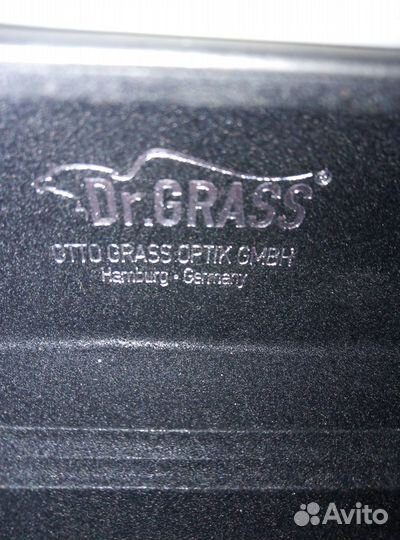 Dr.GRASS®
OTTO GRASS OPTIK GMBH
Hamburg • Germany
Avito